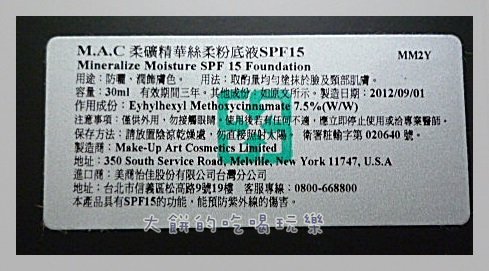 M.A.C 柔礦精華絲柔粉底液SPF15
MM2Y
Mineralize Moisture SPF 15 Foundation
用途：防曬、潤飾膚色。 用法：取酌量均勻塗抹於臉及頸部肌膚。
容量：30ml 有效期間三年。其他成份：如原文所示。製造日期：2012/09/01
作用成份：Eyhylhexyl Methoxycinnamate 7.5%(W/W)
注意事項：僅供外用，勿接觸眼睛，使用後若有任何不適，應立即停止使用或洽專業醫師。
保存方法：請放置陰涼乾燥處，勿直接照射太陽。 衛署粧輸字第 020640 號。
製造商：Make-Up Art Cosmetics Limited
地址：350 South Service Road, Melville, New York 11747, U.S.A
進口商：美商怡佳股份有限公司台灣分公司
地址：台北市信義區松高路9號19樓 客服專線：0800-668800
本產品具有SPF15的功能，能預防紫外線的傷害。
大餅的吃喝玩樂